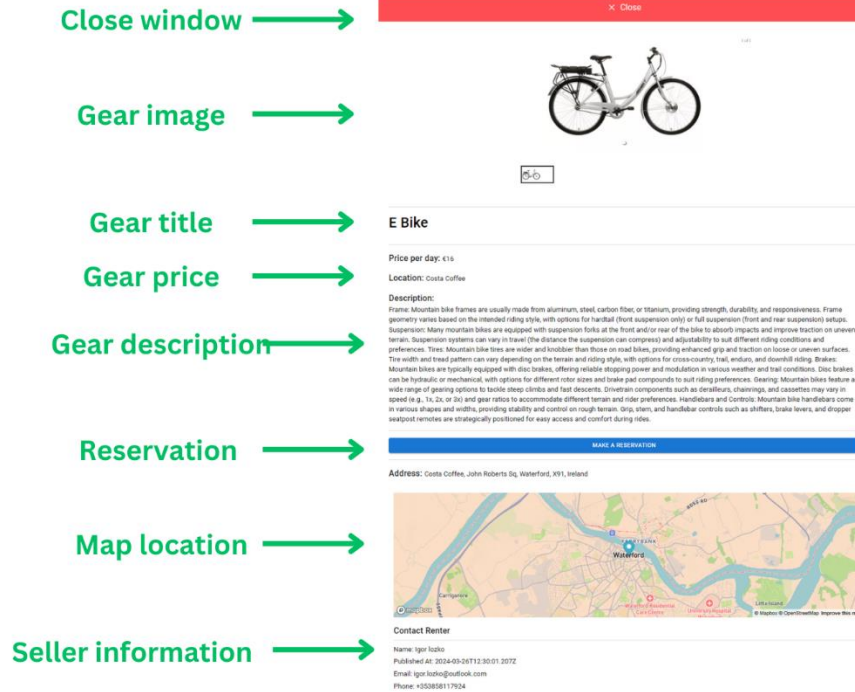 Close window
× Close
Gear image
Gear title
E Bike
Gear price
Price per day: €16
Location: Costa Coffee
Gear description
Description:
Frame: Mountain bike frames are usually made from aluminum, steel, carbon fiber, or titanium, providing strength, durability, and responsiveness. Frame
geometry varies based on the intended riding style, with options for hardtail (front suspension only) or full suspension (front and rear suspension) setups.
Suspension: Many mountain bikes are equipped with suspension forks at the front and/or rear of the bike to absorb impacts and improve traction on uneven
terrain. Suspension systems can vary in travel (the distance the suspension can compress) and adjustability to suit different riding conditions and
preferences. Tires: Mountain bike tires are wider and knobbier than those on road bikes, providing enhanced grip and traction on loose or uneven surfaces.
Tire width and tread pattern can vary depending on the terrain and riding style, with options for cross-country, trail, enduro, and downhill riding. Brakes:
Mountain bikes are typically equipped with disc brakes, offering reliable stopping power and modulation in various weather and trail conditions. Disc brakes
can be hydraulic or mechanical, with options for different rotor sizes and brake pad compounds to suit riding preferences. Gearing: Mountain bikes feature a
wide range of gearing options to tackle steep climbs and fast descents. Drivetrain components such as derailleurs, chainrings, and cassettes may vary in
speed (e.g., 1x, 2x, or 3x) and gear ratios to accommodate different terrain and rider preferences. Handlebars and Controls: Mountain bike handlebars come
in various shapes and widths, providing stability and control on rough terrain. Grip, stem, and handlebar controls such as shifters, brake levers, and dropper
seatpost remotes are strategically positioned for easy access and comfort during rides.
Reservation
MAKE A RESERVATION
Address: Costa Coffee, John Roberts Sq, Waterford, X91, Ireland
Map location
Waterford
Carrigarore
Waterford Residential
Care Centre
University Hospital
Little Island
mapbox
© Mapbox © OpenStreetMap Improve this
Contact Renter
Seller information
Name: Igor lozko
Published At: 2024-03-26T12:30:01.207Z
Email: igor.lozko@outlook.com
Phone: +353858117924